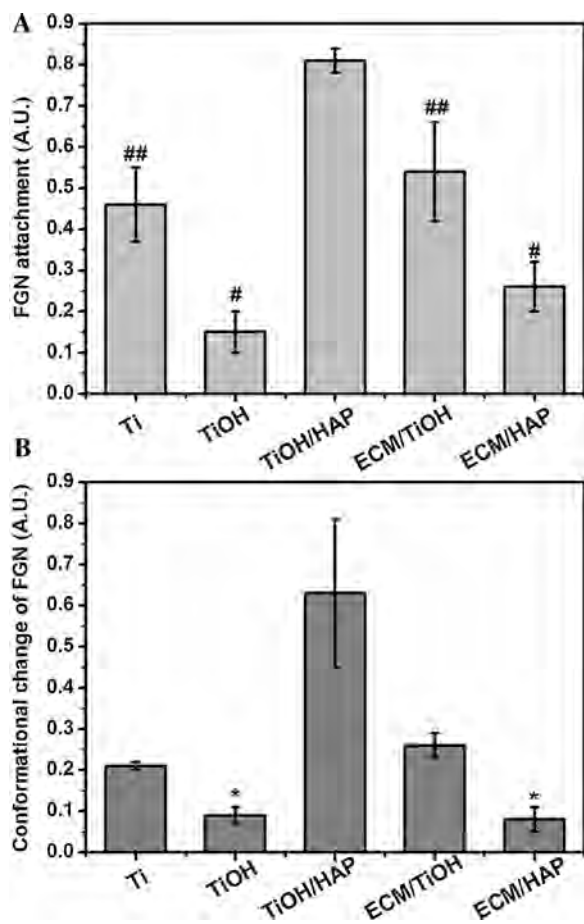 A
FGN attachment (A.U.)
0.9
0.8
0.7
0.6
0.5
0.4
0.3
0.2
0.1
0.0
##
#
##
#
Ti
TiOH
TiOH/HAP
ECM/TiOH
ECM/HAP
B
Conformational change of FGN (A.U.)
0.9
0.8
0.7
0.6
0.5
0.4
0.3
0.2
0.1
0.0
*
*
Ti
TiOH
TiOH/HAP
ECM/TiOH
ECM/HAP